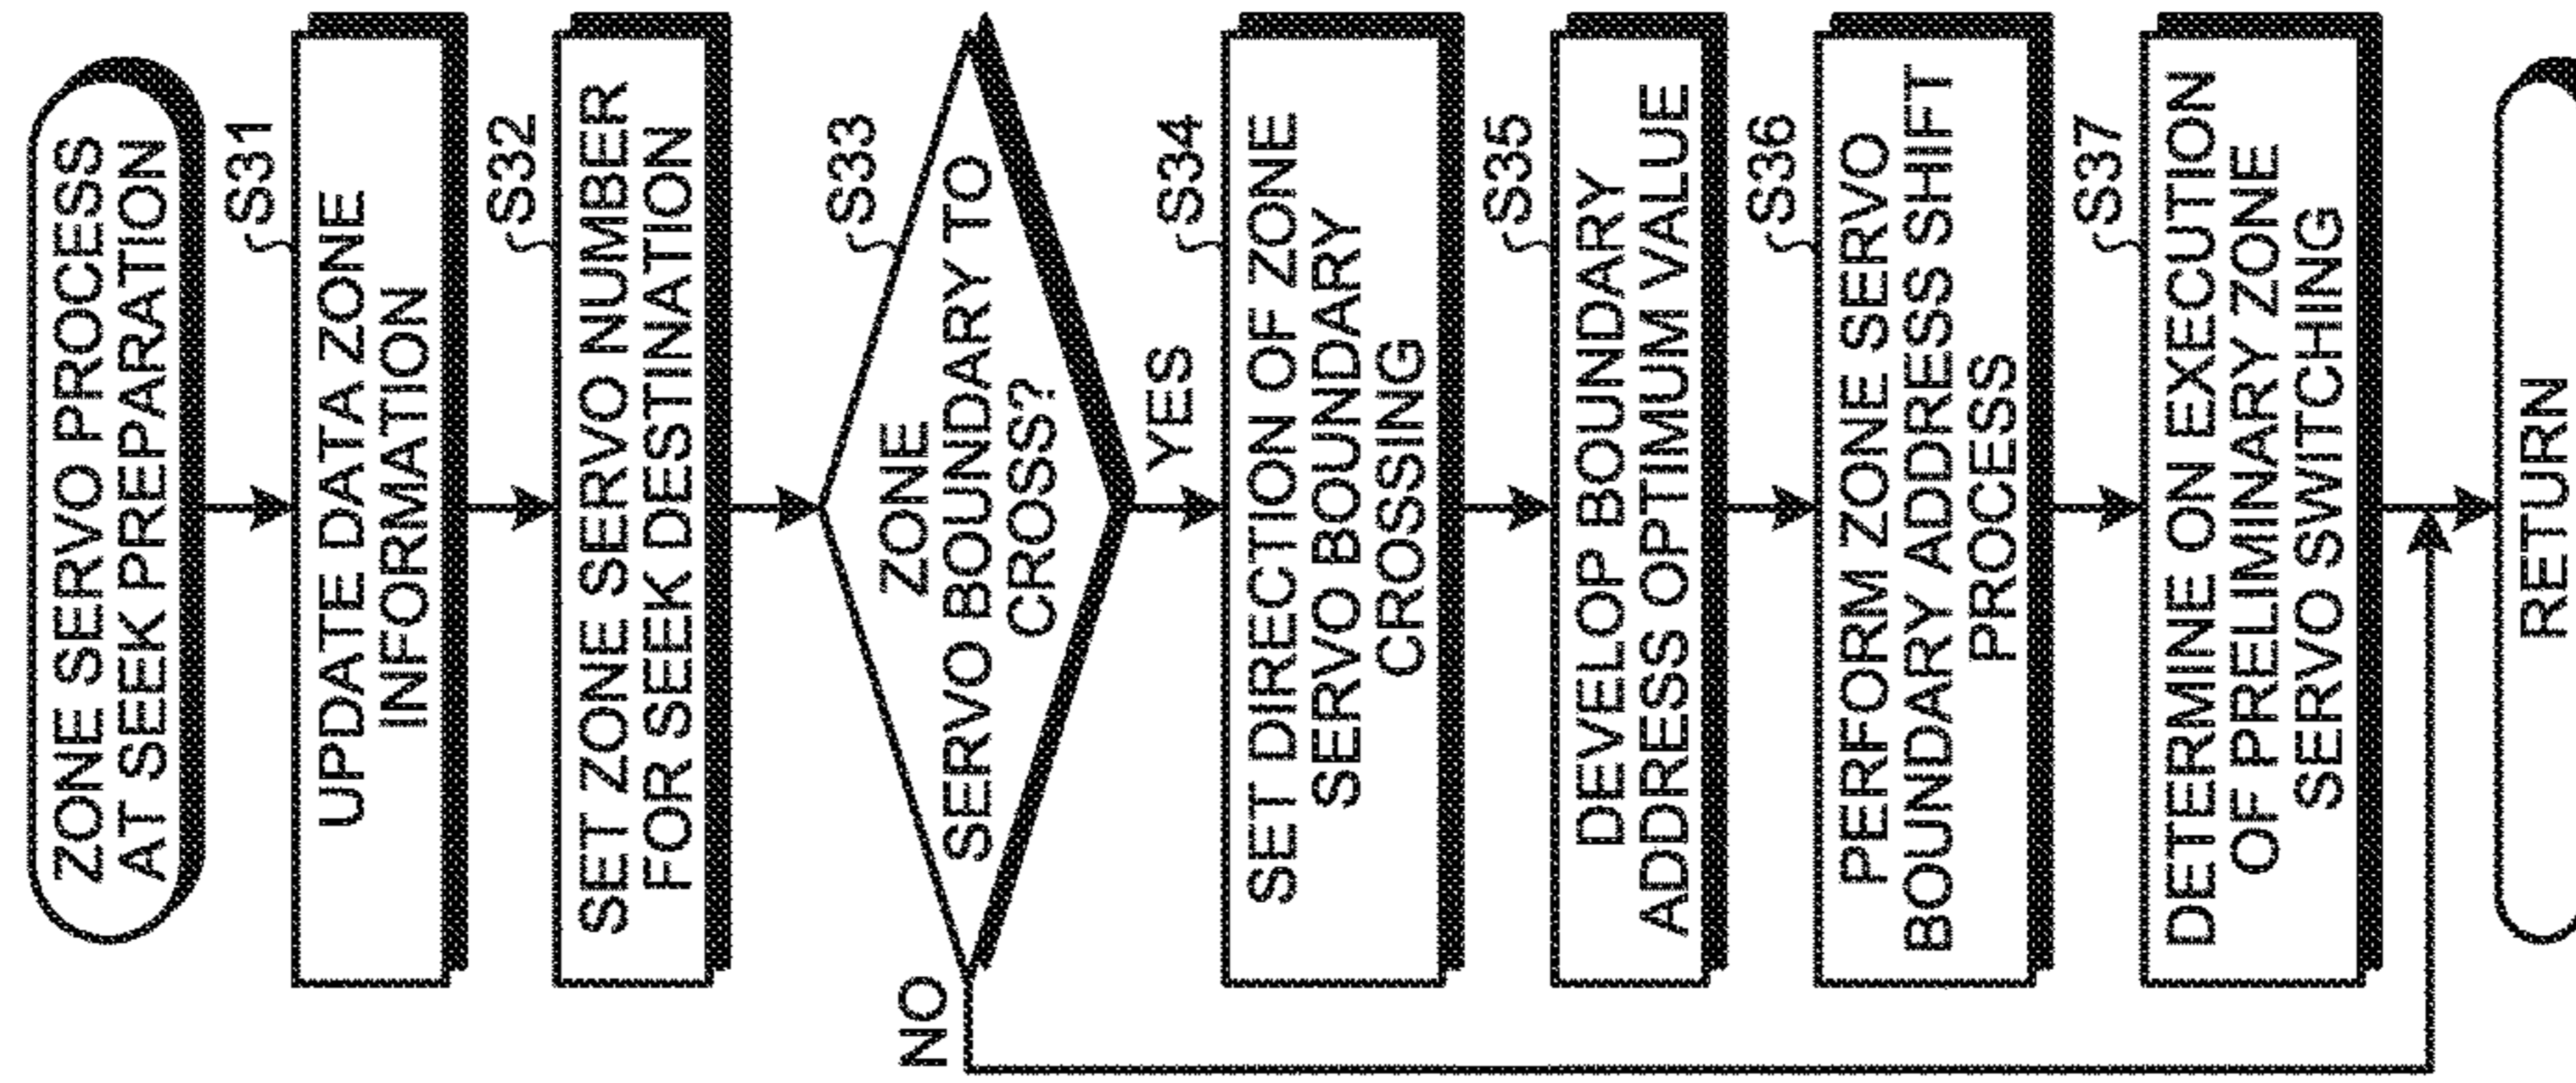 ZONE SERVO PROCESS
AT SEEK PREPARATION
S31
UPDATE DATA ZONE
INFORMATION
S32
SET ZONE SERVO NUMBER
FOR SEEK DESTINATION
S33
ZONE
SERVO BOUNDARY TO
CROSS?
NO
YES
S34
SET DIRECTION OF ZONE
SERVO BOUNDARY
CROSSING
S35
DEVELOP BOUNDARY
ADDRESS OPTIMUM VALUE
S36
PERFORM ZONE SERVO
BOUNDARY ADDRESS SHIFT
PROCESS
S37
DETERMINE ON EXECUTION
OF PRELIMINARY ZONE
SERVO SWITCHING
RETURN